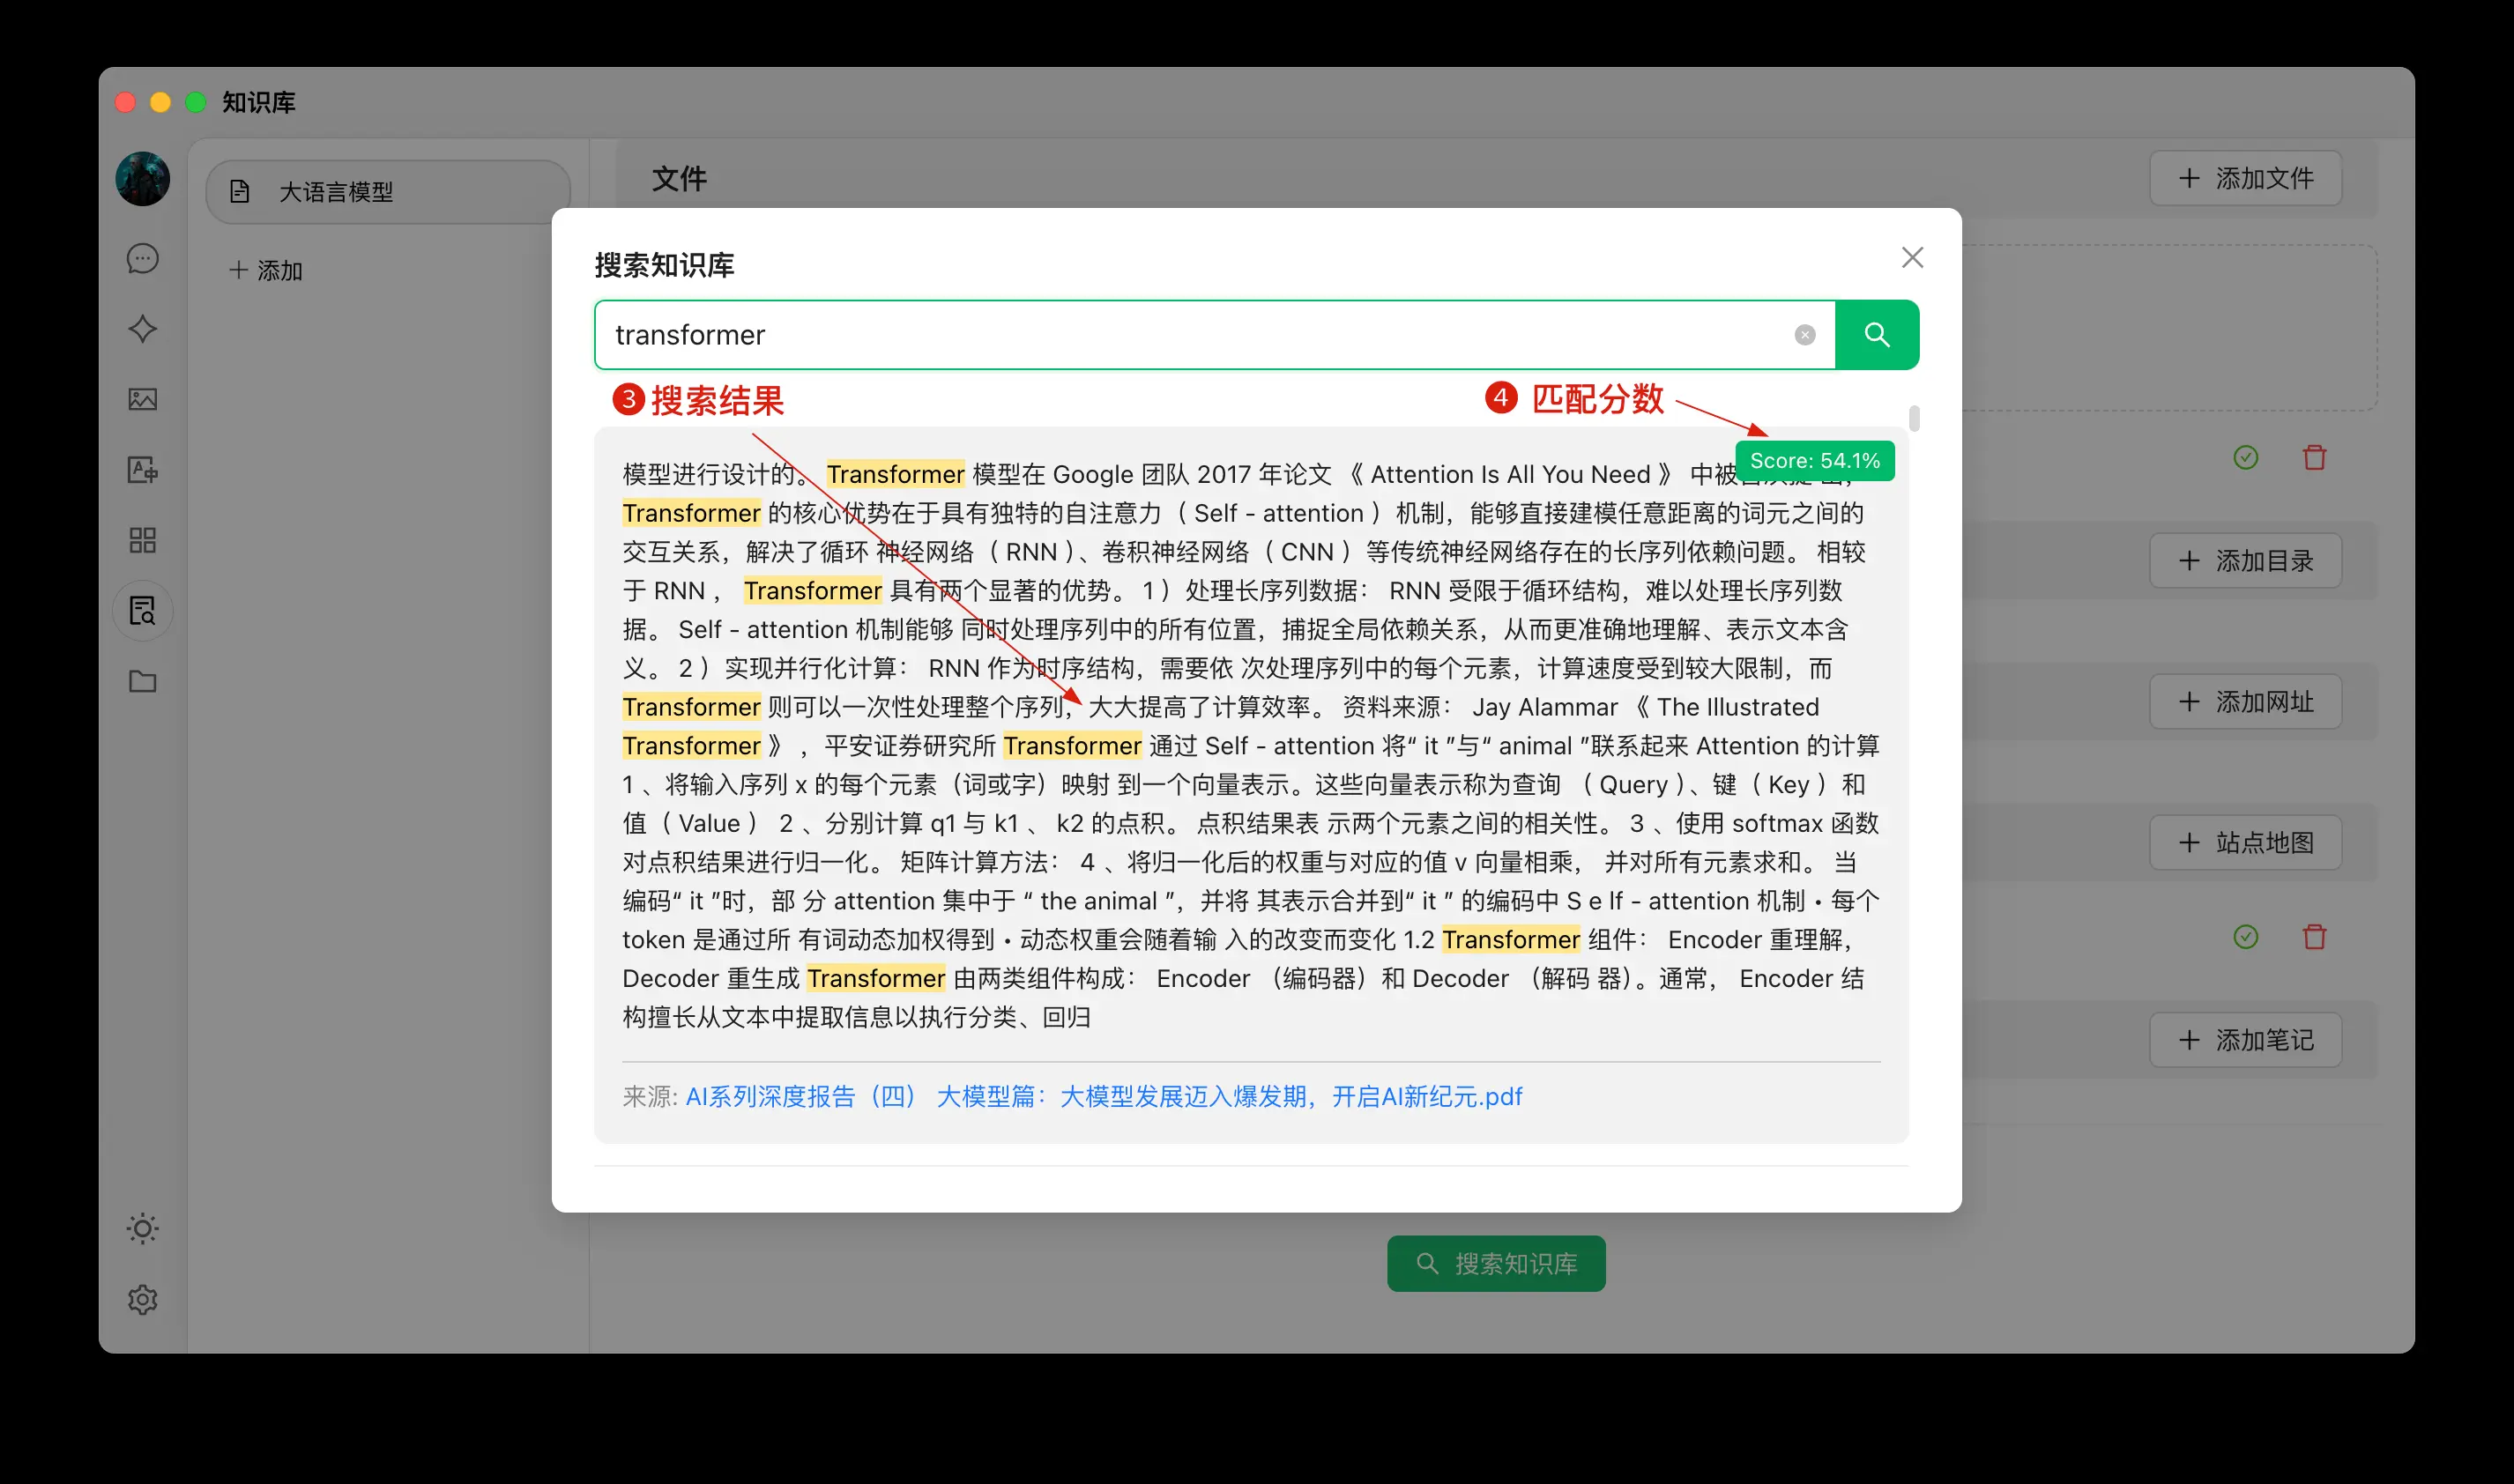 知识库
大语言模型
添加
文件
添加文件
搜索知识库
transformer
3 搜索结果
4 匹配分数
Score: 54.1%
模型进行设计的。 Transformer 模型在 Google 团队 2017 年论文 《 Attention Is All You Need 》 中被
Transformer 的核心优势在于具有独特的自注意力（ Self - attention ）机制，能够直接建模任意距离的词元之间的
交互关系，解决了循环 神经网络（ RNN ）、卷积神经网络（ CNN ）等传统神经网络存在的长序列依赖问题。 相较
于 RNN ， Transformer 具有两个显著的优势。 1 ）处理长序列数据： RNN 受限于循环结构，难以处理长序列数
据。 Self - attention 机制能够 同时处理序列中的所有位置，捕捉全局依赖关系，从而更准确地理解、表示文本含
义。 2 ）实现并行化计算： RNN 作为时序结构，需要依 次处理序列中的每个元素，计算速度受到较大限制，而
Transformer 则可以一次性处理整个序列，大大提高了计算效率。 资料来源： Jay Alammar 《 The Illustrated
Transformer 》 ，平安证券研究所 Transformer 通过 Self - attention 将“ it ”与“ animal ”联系起来 Attention 的计算
1 、将输入序列 x 的每个元素（词或字）映射 到一个向量表示。这些向量表示称为查询 （ Query ）、键（ Key ）和
值（ Value ） 2 、分别计算 q1 与 k1 、 k2 的点积。 点积结果表 示两个元素之间的相关性。 3 、使用 softmax 函数
对点积结果进行归一化。 矩阵计算方法： 4 、将归一化后的权重与对应的值 v 向量相乘， 并对所有元素求和。 当
编码“ it ”时，部 分 attention 集中于 “ the animal ”，并将 其表示合并到“ it ” 的编码中 S e lf - attention 机制 • 每个
token 是通过所 有词动态加权得到 • 动态权重会随着输 入的改变而变化 1.2 Transformer 组件： Encoder 重理解，
Decoder 重生成 Transformer 由两类组件构成： Encoder （编码器）和 Decoder （解码 器）。通常， Encoder 结
构擅长从文本中提取信息以执行分类、回归
来源: AI系列深度报告（四） 大模型篇：大模型发展迈入爆发期，开启AI新纪元.pdf
添加目录
添加网址
站点地图
添加笔记
搜索知识库